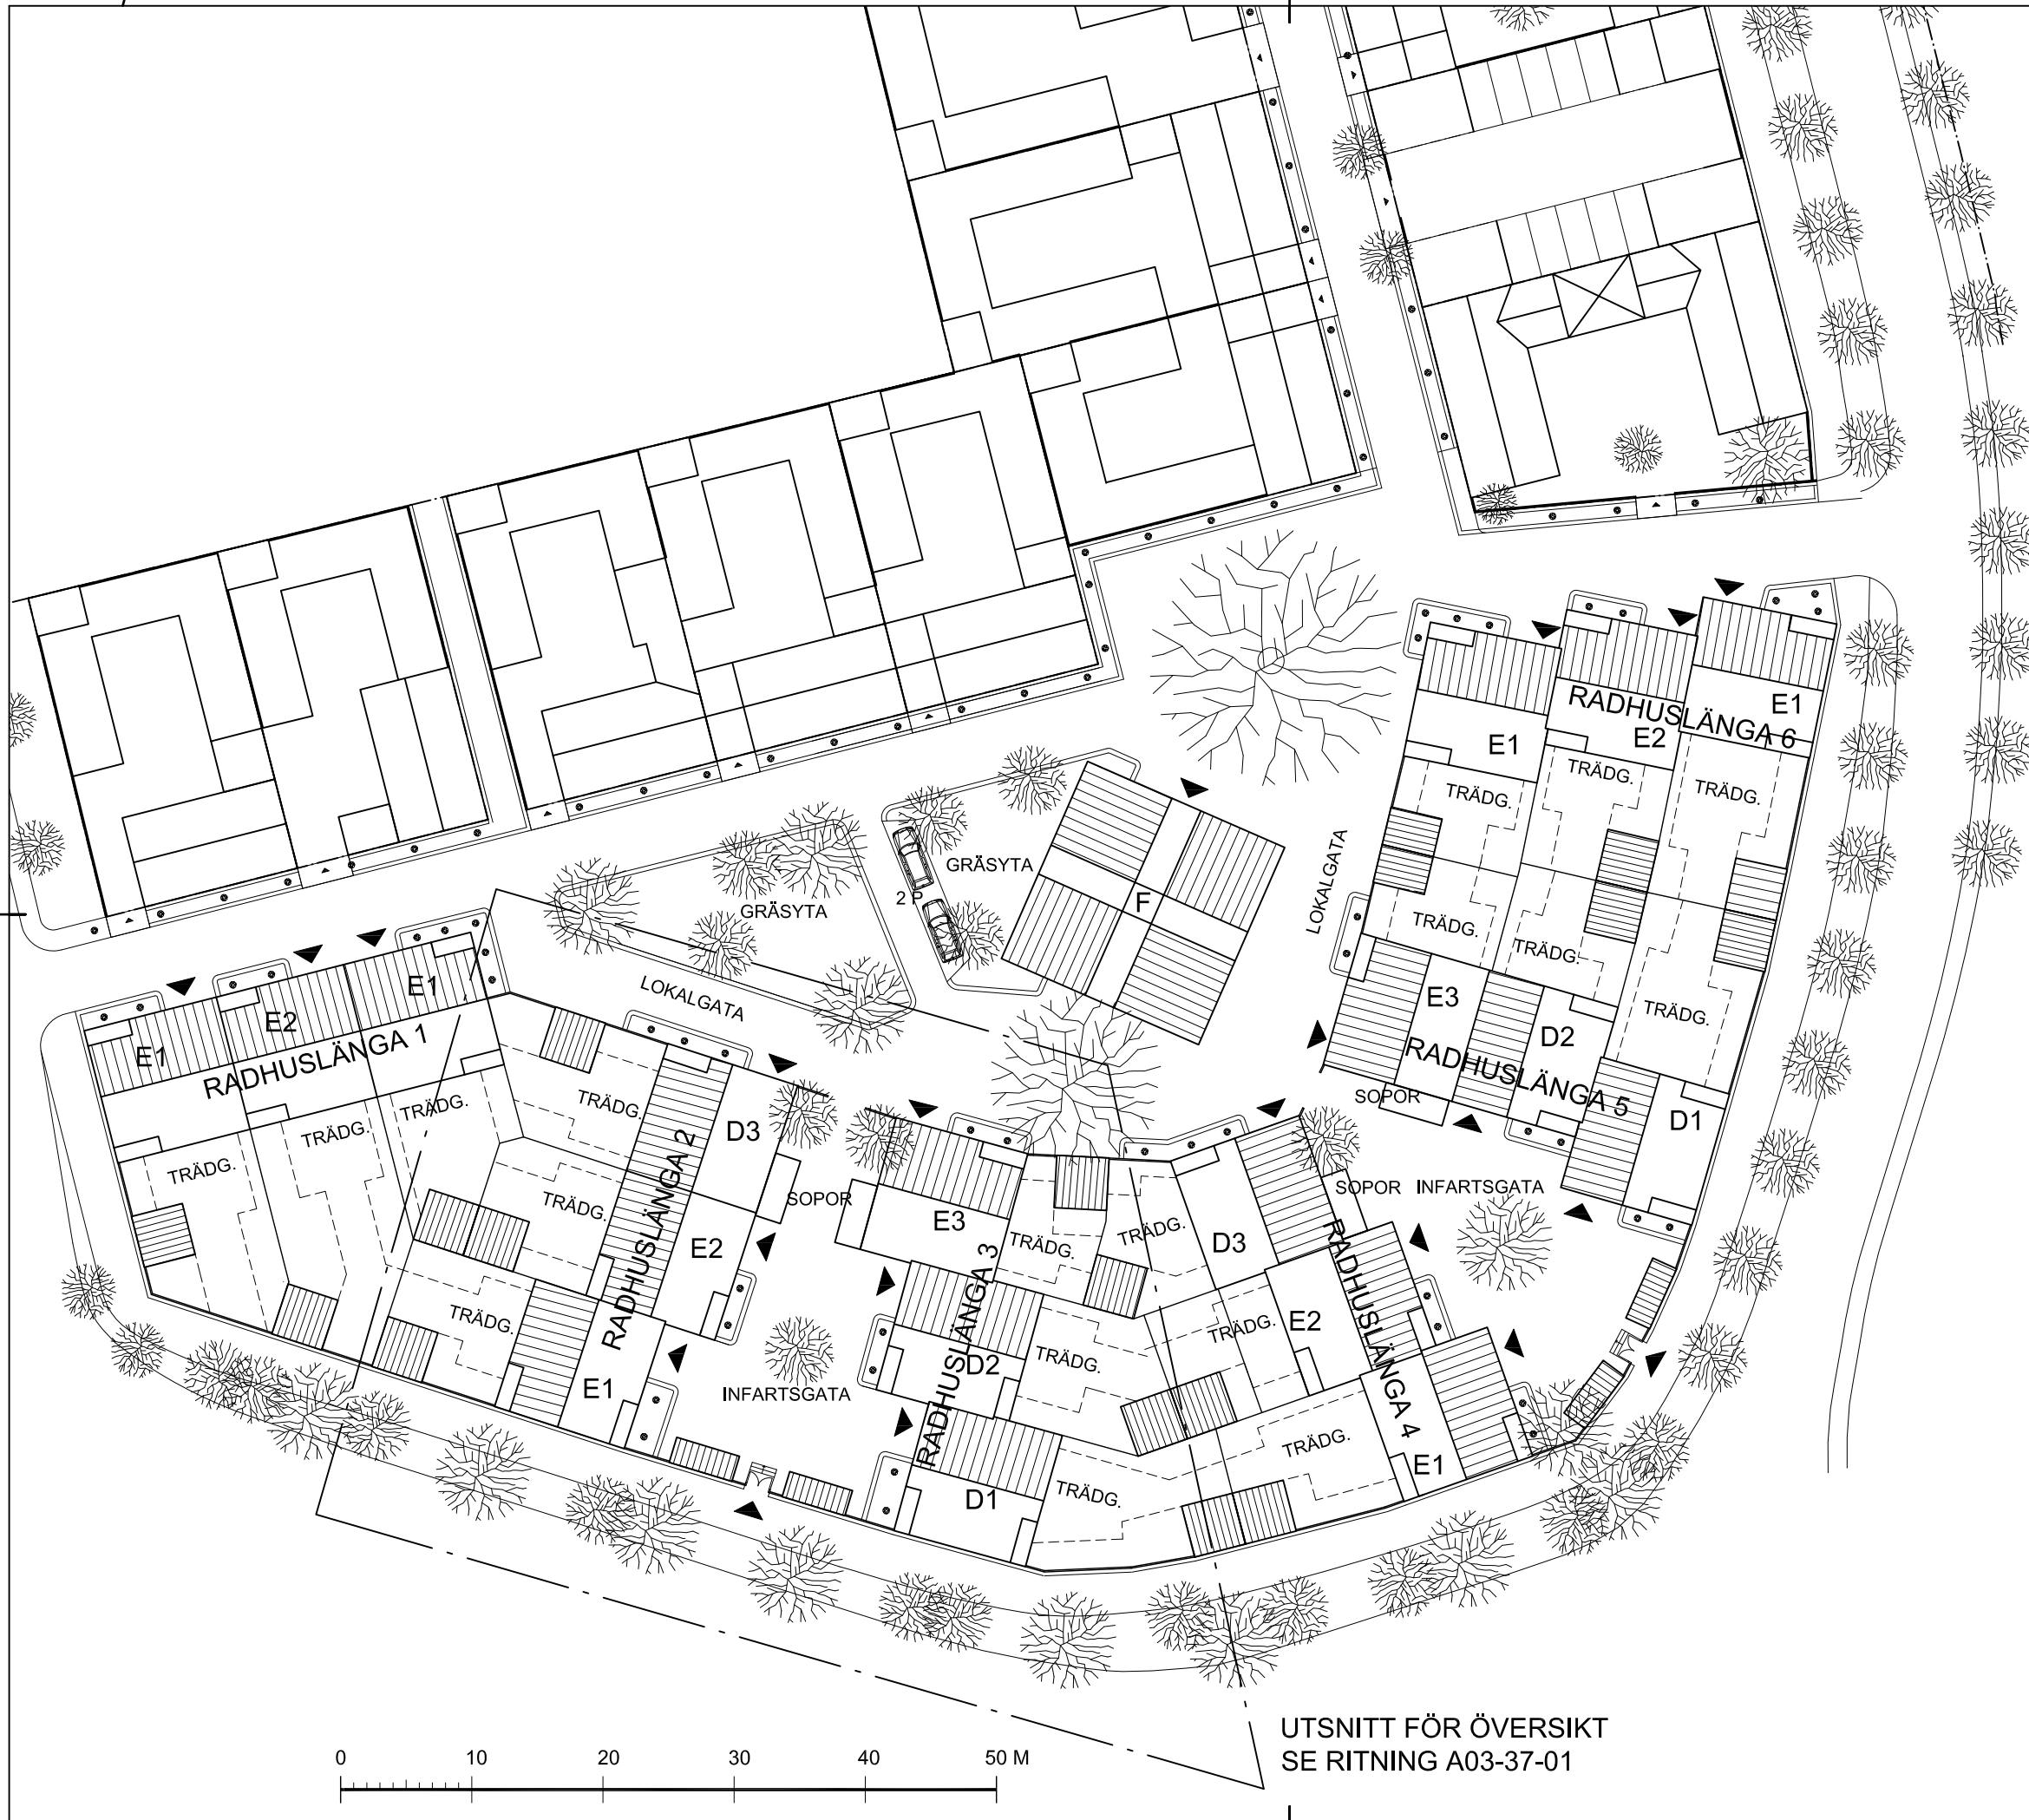 E1
RADHUSLÄNGA 6
E2
E1
TRÄDG.
TRÄDG.
TRÄDG.
LOKALGATA
GRÄSYTA
2 P
F
GRÄSYTA
TRÄDG.
TRÄDG.
TRÄDG.
E3
D2
RADHUSLÄNGA 5
D1
SOPOR
LOKALGATA
E1
E2
E1
RADHUSLÄNGA 1
TRÄDG.
TRÄDG.
TRÄDG.
TRÄDG.
D3
RADHUSLÄNGA 2
TRÄDG.
E2
TRÄDG.
E1
SOPOR
E3
TRÄDG.
TRÄDG.
D3
SOPOR
INFARTSGATA
RADHUSLÄNGA 3
D2
TRÄDG.
TRÄDG.
E2
RADHUSLÄNGA 4
INFARTSGATA
D1
TRÄDG.
TRÄDG.
E1
UTSNITT FÖR ÖVERSIKT
SE RITNING A03-37-01
0 10 20 30 40 50 M